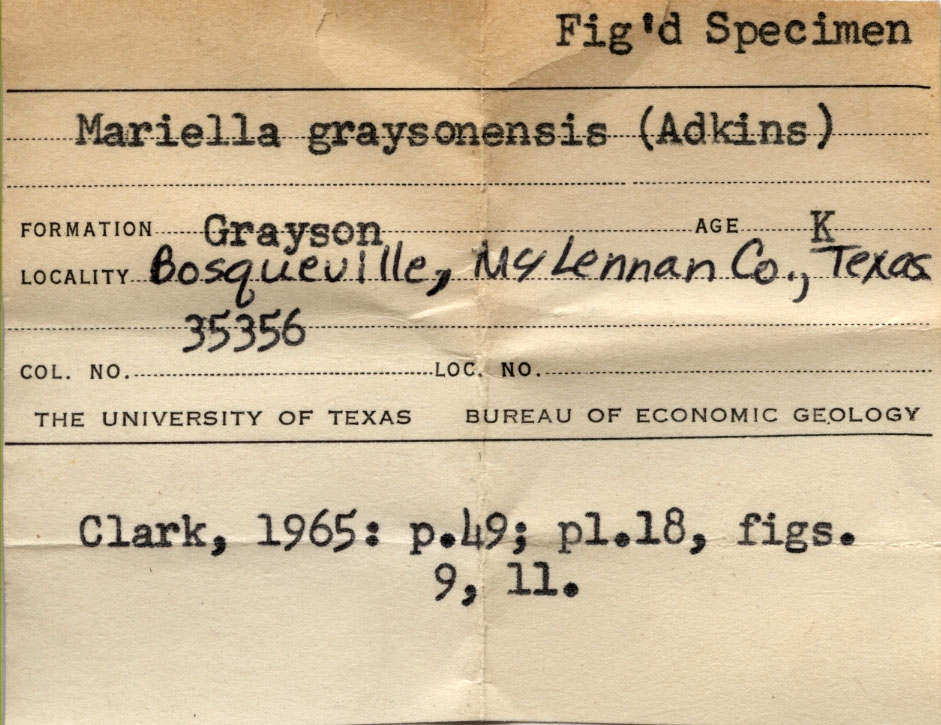 Fig'd Specimen
Mariella graysonensis (Adkins)
FORMATION Grayson AGE K
LOCALITY Bosqueville, McLennan Co., Texas
35356
COL. NO. LOC. NO.
THE UNIVERSITY OF TEXAS BUREAU OF ECONOMIC GEOLOGY
Clark, 1965: p.49; pl.18, figs.
9, 11.